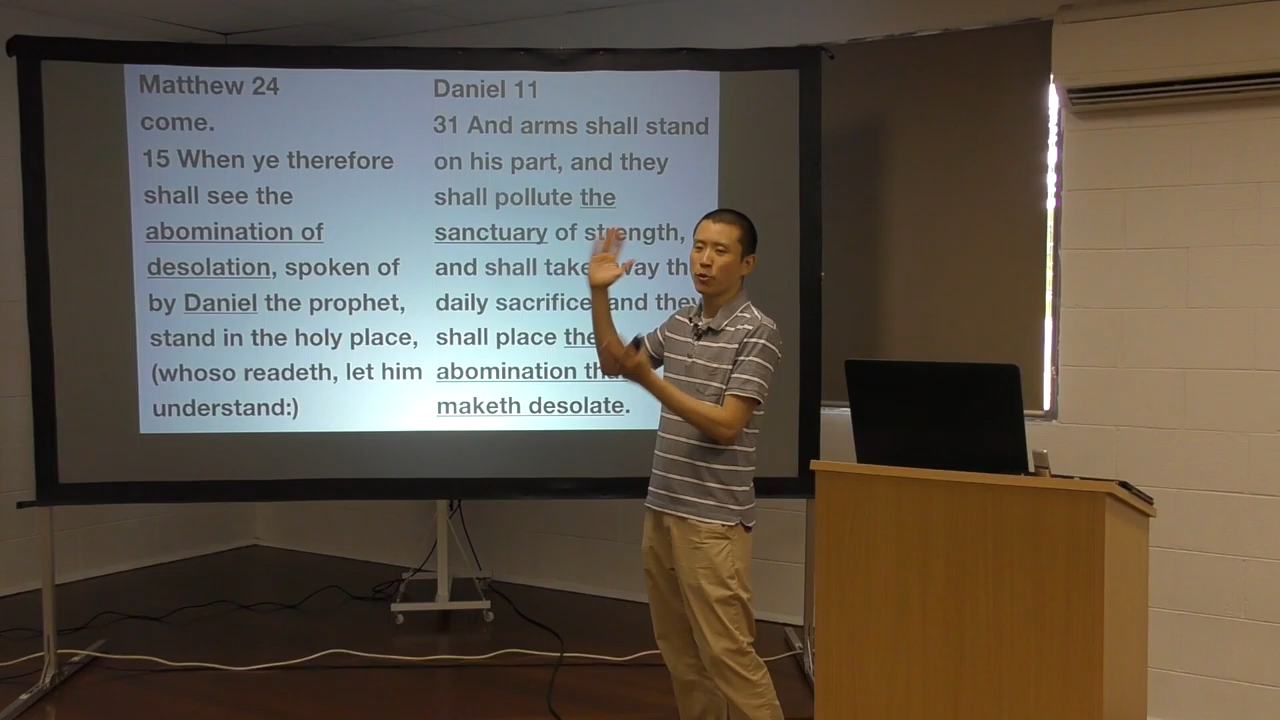 Matthew 24
come.
15 When ye therefore
shall see the
abomination of
desolation, spoken of
by Daniel the prophet,
stand in the holy place,
(whoso readeth, let him
understand:)
Daniel 11
31 And arms shall stand
on his part, and they
shall pollute the
sanctuary of strength,
and shall take away the
daily sacrifice, and they
shall place the
abomination that
maketh desolate.